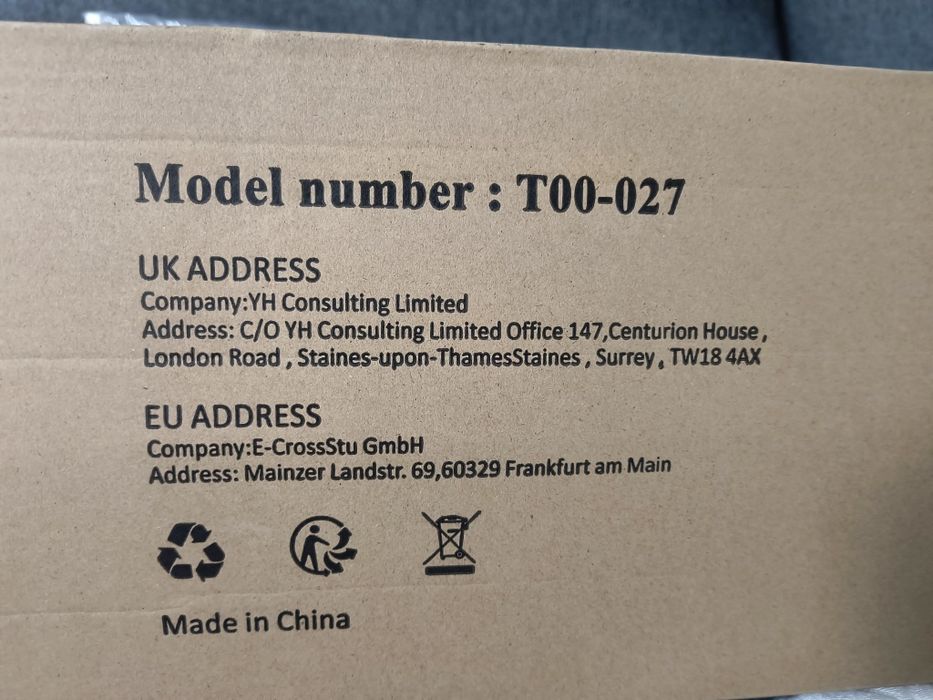 Model number : T00-027
UK ADDRESS
Company:YH Consulting Limited
Address: C/O YH Consulting Limited Office 147,Centurion House ,
London Road , Staines-upon-ThamesStaines , Surrey , TW18 4AX
EU ADDRESS
Company:E-CrossStu GmbH
Address: Mainzer Landstr. 69,60329 Frankfurt am Main
Made in China